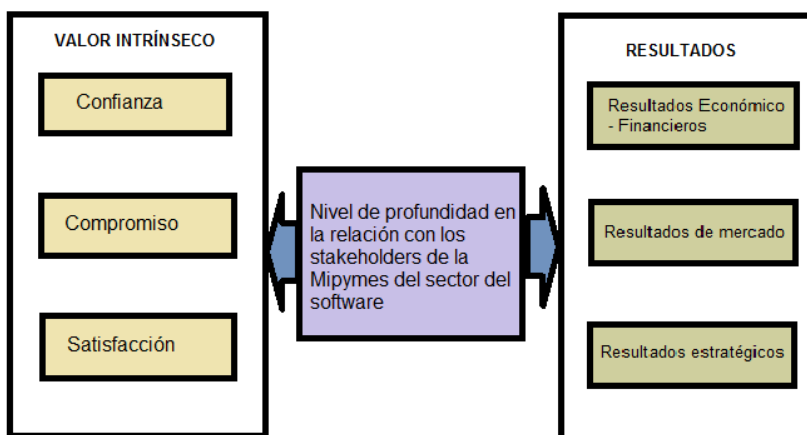 VALOR INTRÍNSECO
Confianza
Compromiso
Satisfacción
Nivel de profundidad en
la relación con los
stakeholders de la
Mipymes del sector del
software
RESULTADOS
Resultados Económico
- Financieros
Resultados de mercado
Resultados estratégicos